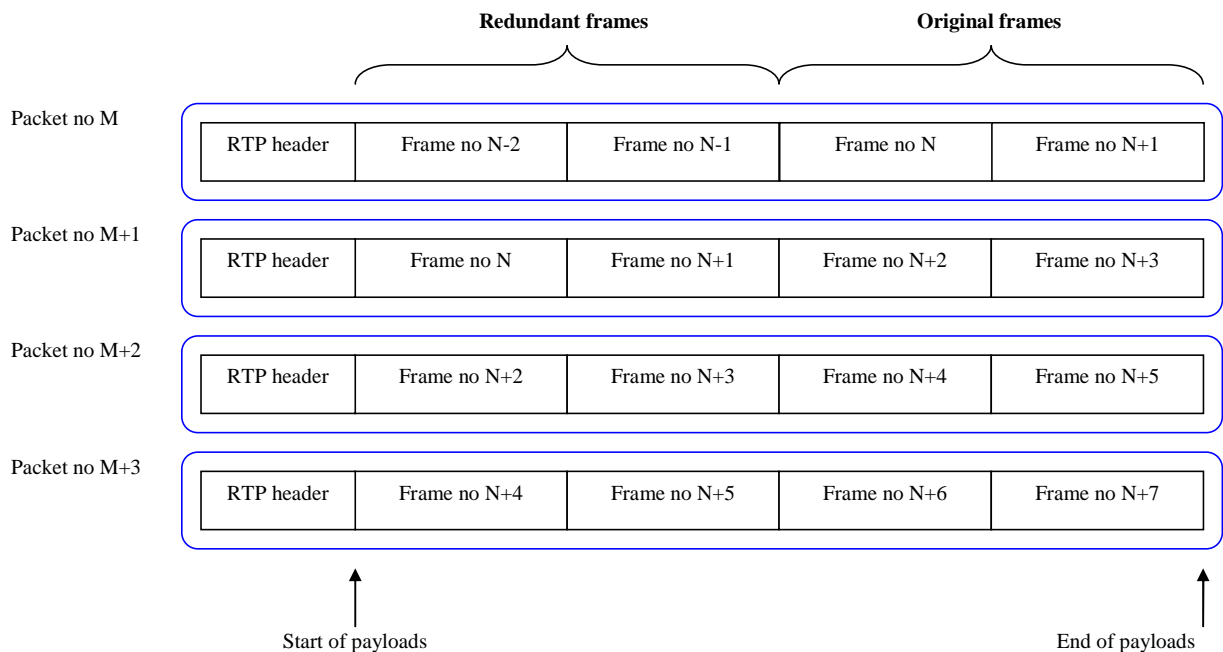 Redundant frames
Original frames
Packet no M
RTP header
Frame no N-2
Frame no N-1
Frame no N
Frame no N+1
Packet no M+1
RTP header
Frame no N
Frame no N+1
Frame no N+2
Frame no N+3
Packet no M+2
RTP header
Frame no N+2
Frame no N+3
Frame no N+4
Frame no N+5
Packet no M+3
RTP header
Frame no N+4
Frame no N+5
Frame no N+6
Frame no N+7
Start of payloads
End of payloads